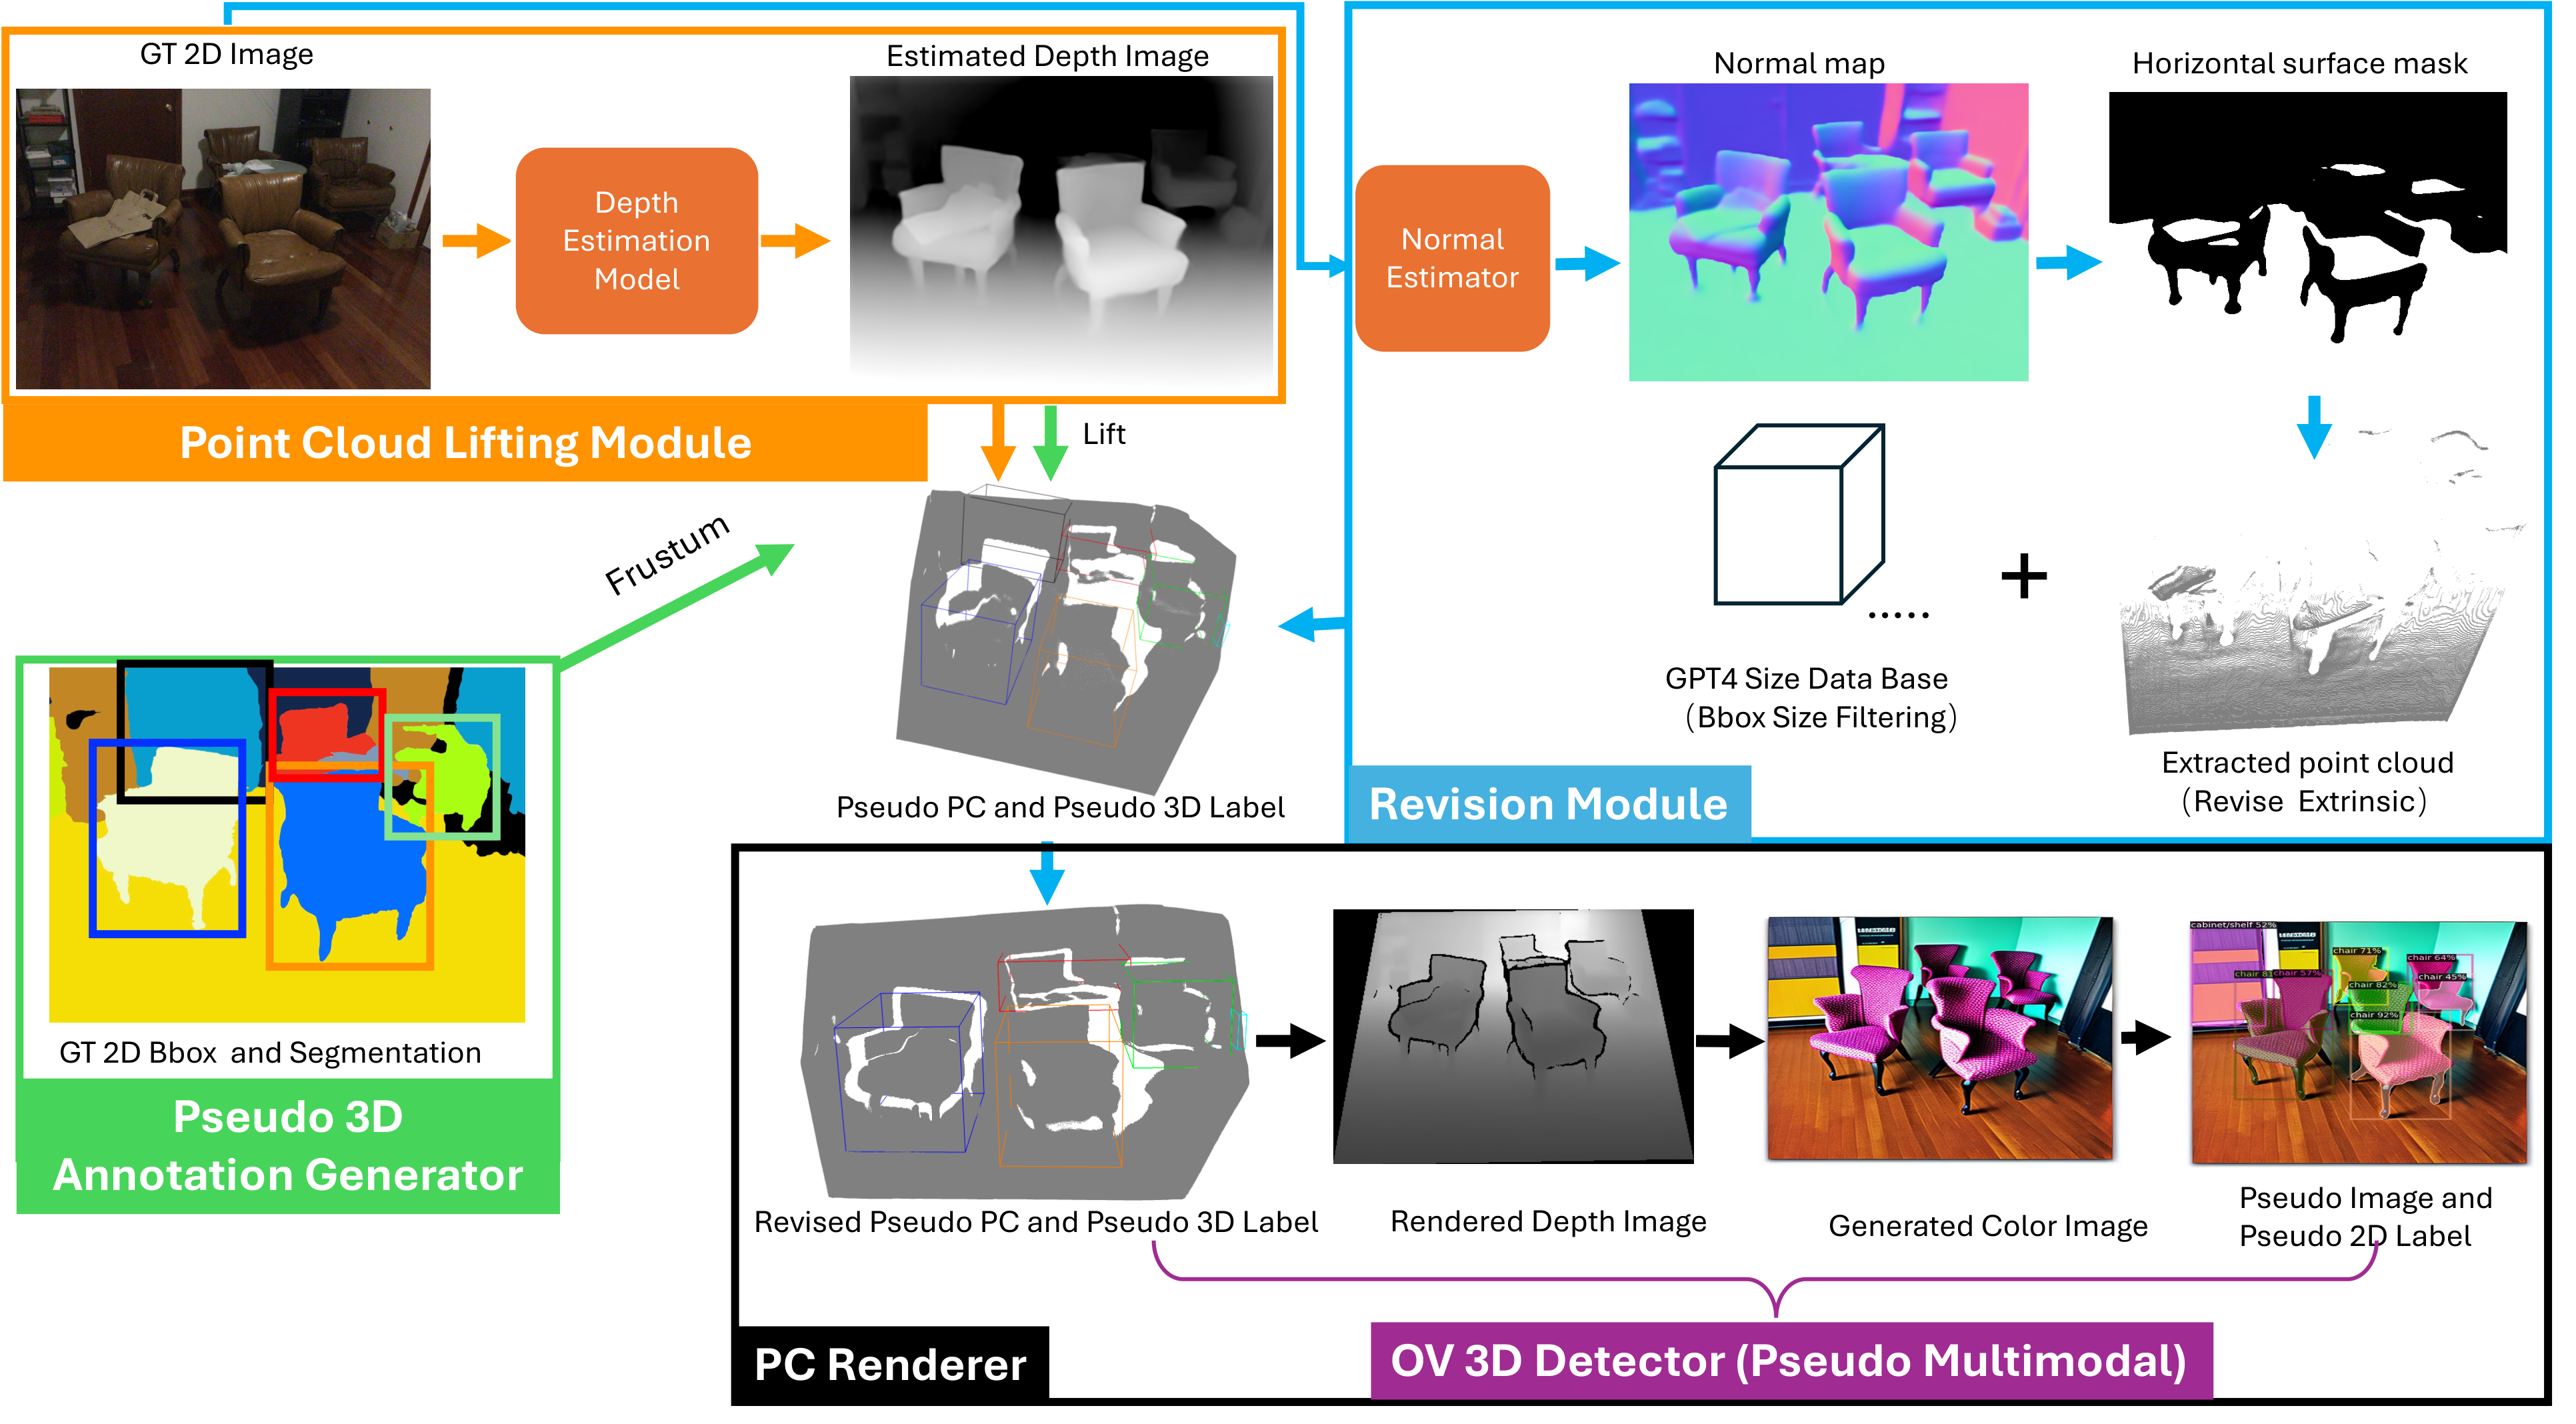 GT 2D Image
Estimated Depth Image
Depth
Estimation
Model
Point Cloud Lifting Module
Lift
Normal map
Horizontal surface mask
Normal
Estimator
.....
+
GPT4 Size Data Base
（Bbox Size Filtering）
Extracted point cloud
（Revise Extrinsic）
Revision Module
Frustum
Pseudo PC and Pseudo 3D Label
GT 2D Bbox and Segmentation
Pseudo 3D
Annotation Generator
cabinet/shelf 52%
chair 71%
chair 64%
chair 81
chair 57%
chair 45%
chair 82%
chair 92%
Revised Pseudo PC and Pseudo 3D Label
Rendered Depth Image
Generated Color Image
Pseudo Image and
Pseudo 2D Label
PC Renderer
OV 3D Detector (Pseudo Multimodal)